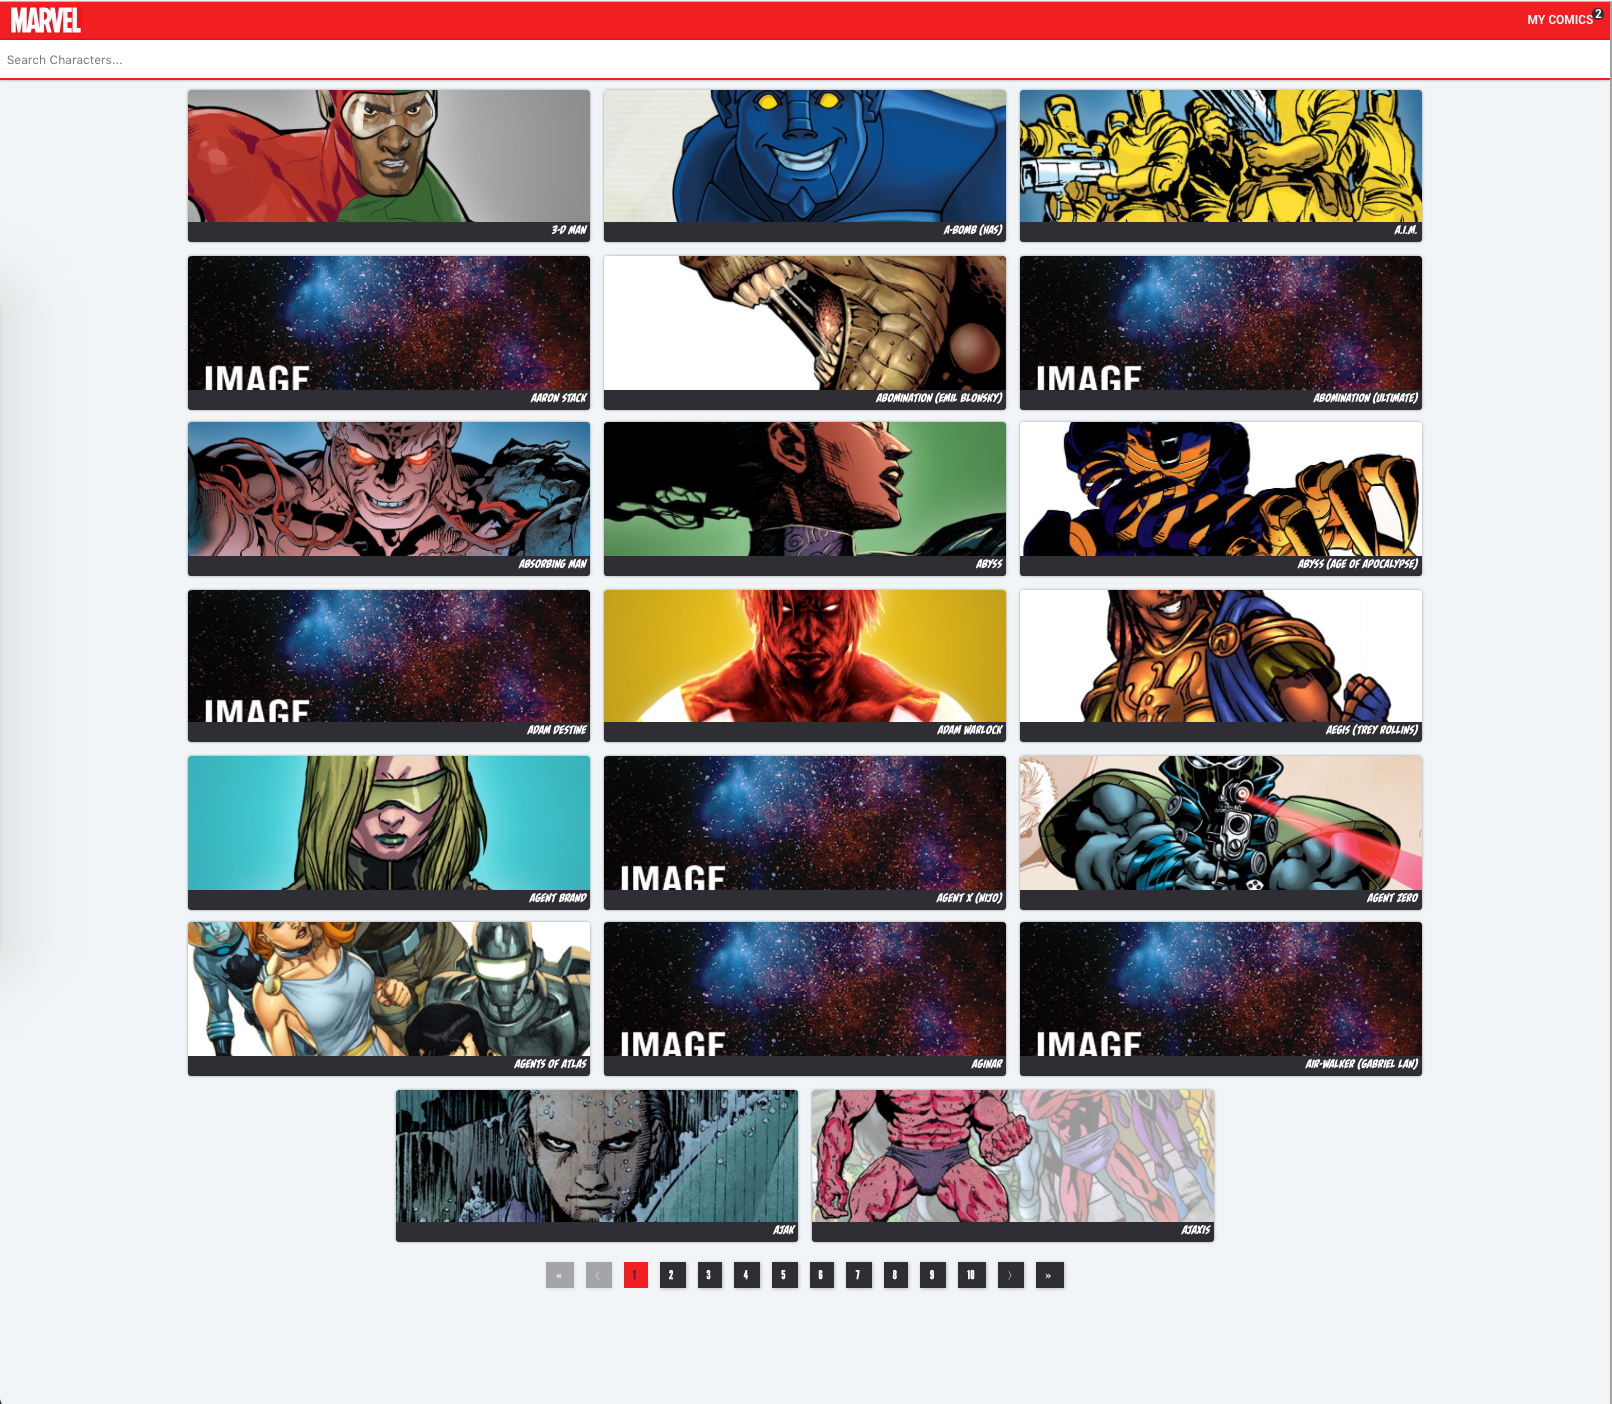 MARVEL
MY COMICS 2
Search Characters...
3-D MAN
A-BOMB (HAS)
A.I.M.
IMAGE
IMAGE
AARON STACK
ABOMINATION (EMIL BLONSKY)
ABOMINATION (ULTIMATE)
ABSORBING MAN
ABYSS
ABYSS (AGE OF APOCALYPSE)
IMAGE
ADAM DESTINE
ADAM WARLOCK
AEGIS (TREY ROLLINS)
IMAGE
AGENT BRAND
AGENT X (NIJO)
AGENT ZERO
IMAGE
IMAGE
AGENTS OF ATLAS
AGINAR
AIR-WALKER (GABRIEL LAN)
AJAK
AJAXIS
« 〈 1 2 3 4 5 6 7 8 9 10 〉 »